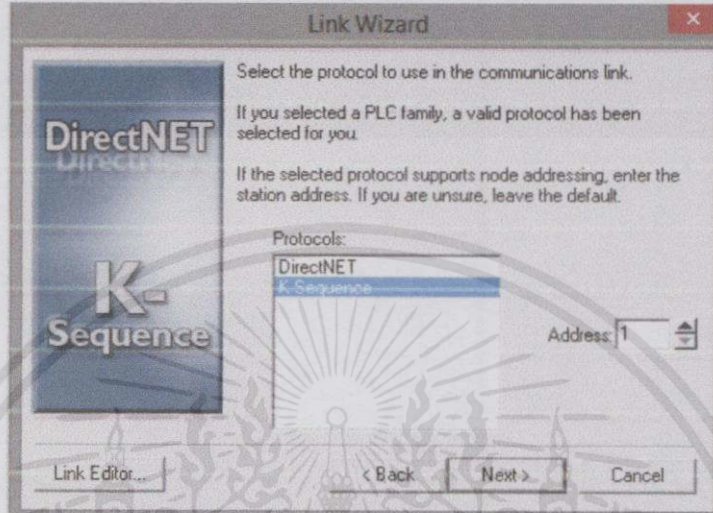 Link Wizard
Select the protocol to use in the communications link.
If you selected a PLC family, a valid protocol has been
selected for you.
If the selected protocol supports node addressing, enter the
station address. If you are unsure, leave the default.
DirectNET
K-
Sequence
Protocols:
DirectNET
K-Sequence
Address: 1
Link Editor...
< Back
Next >
Cancel